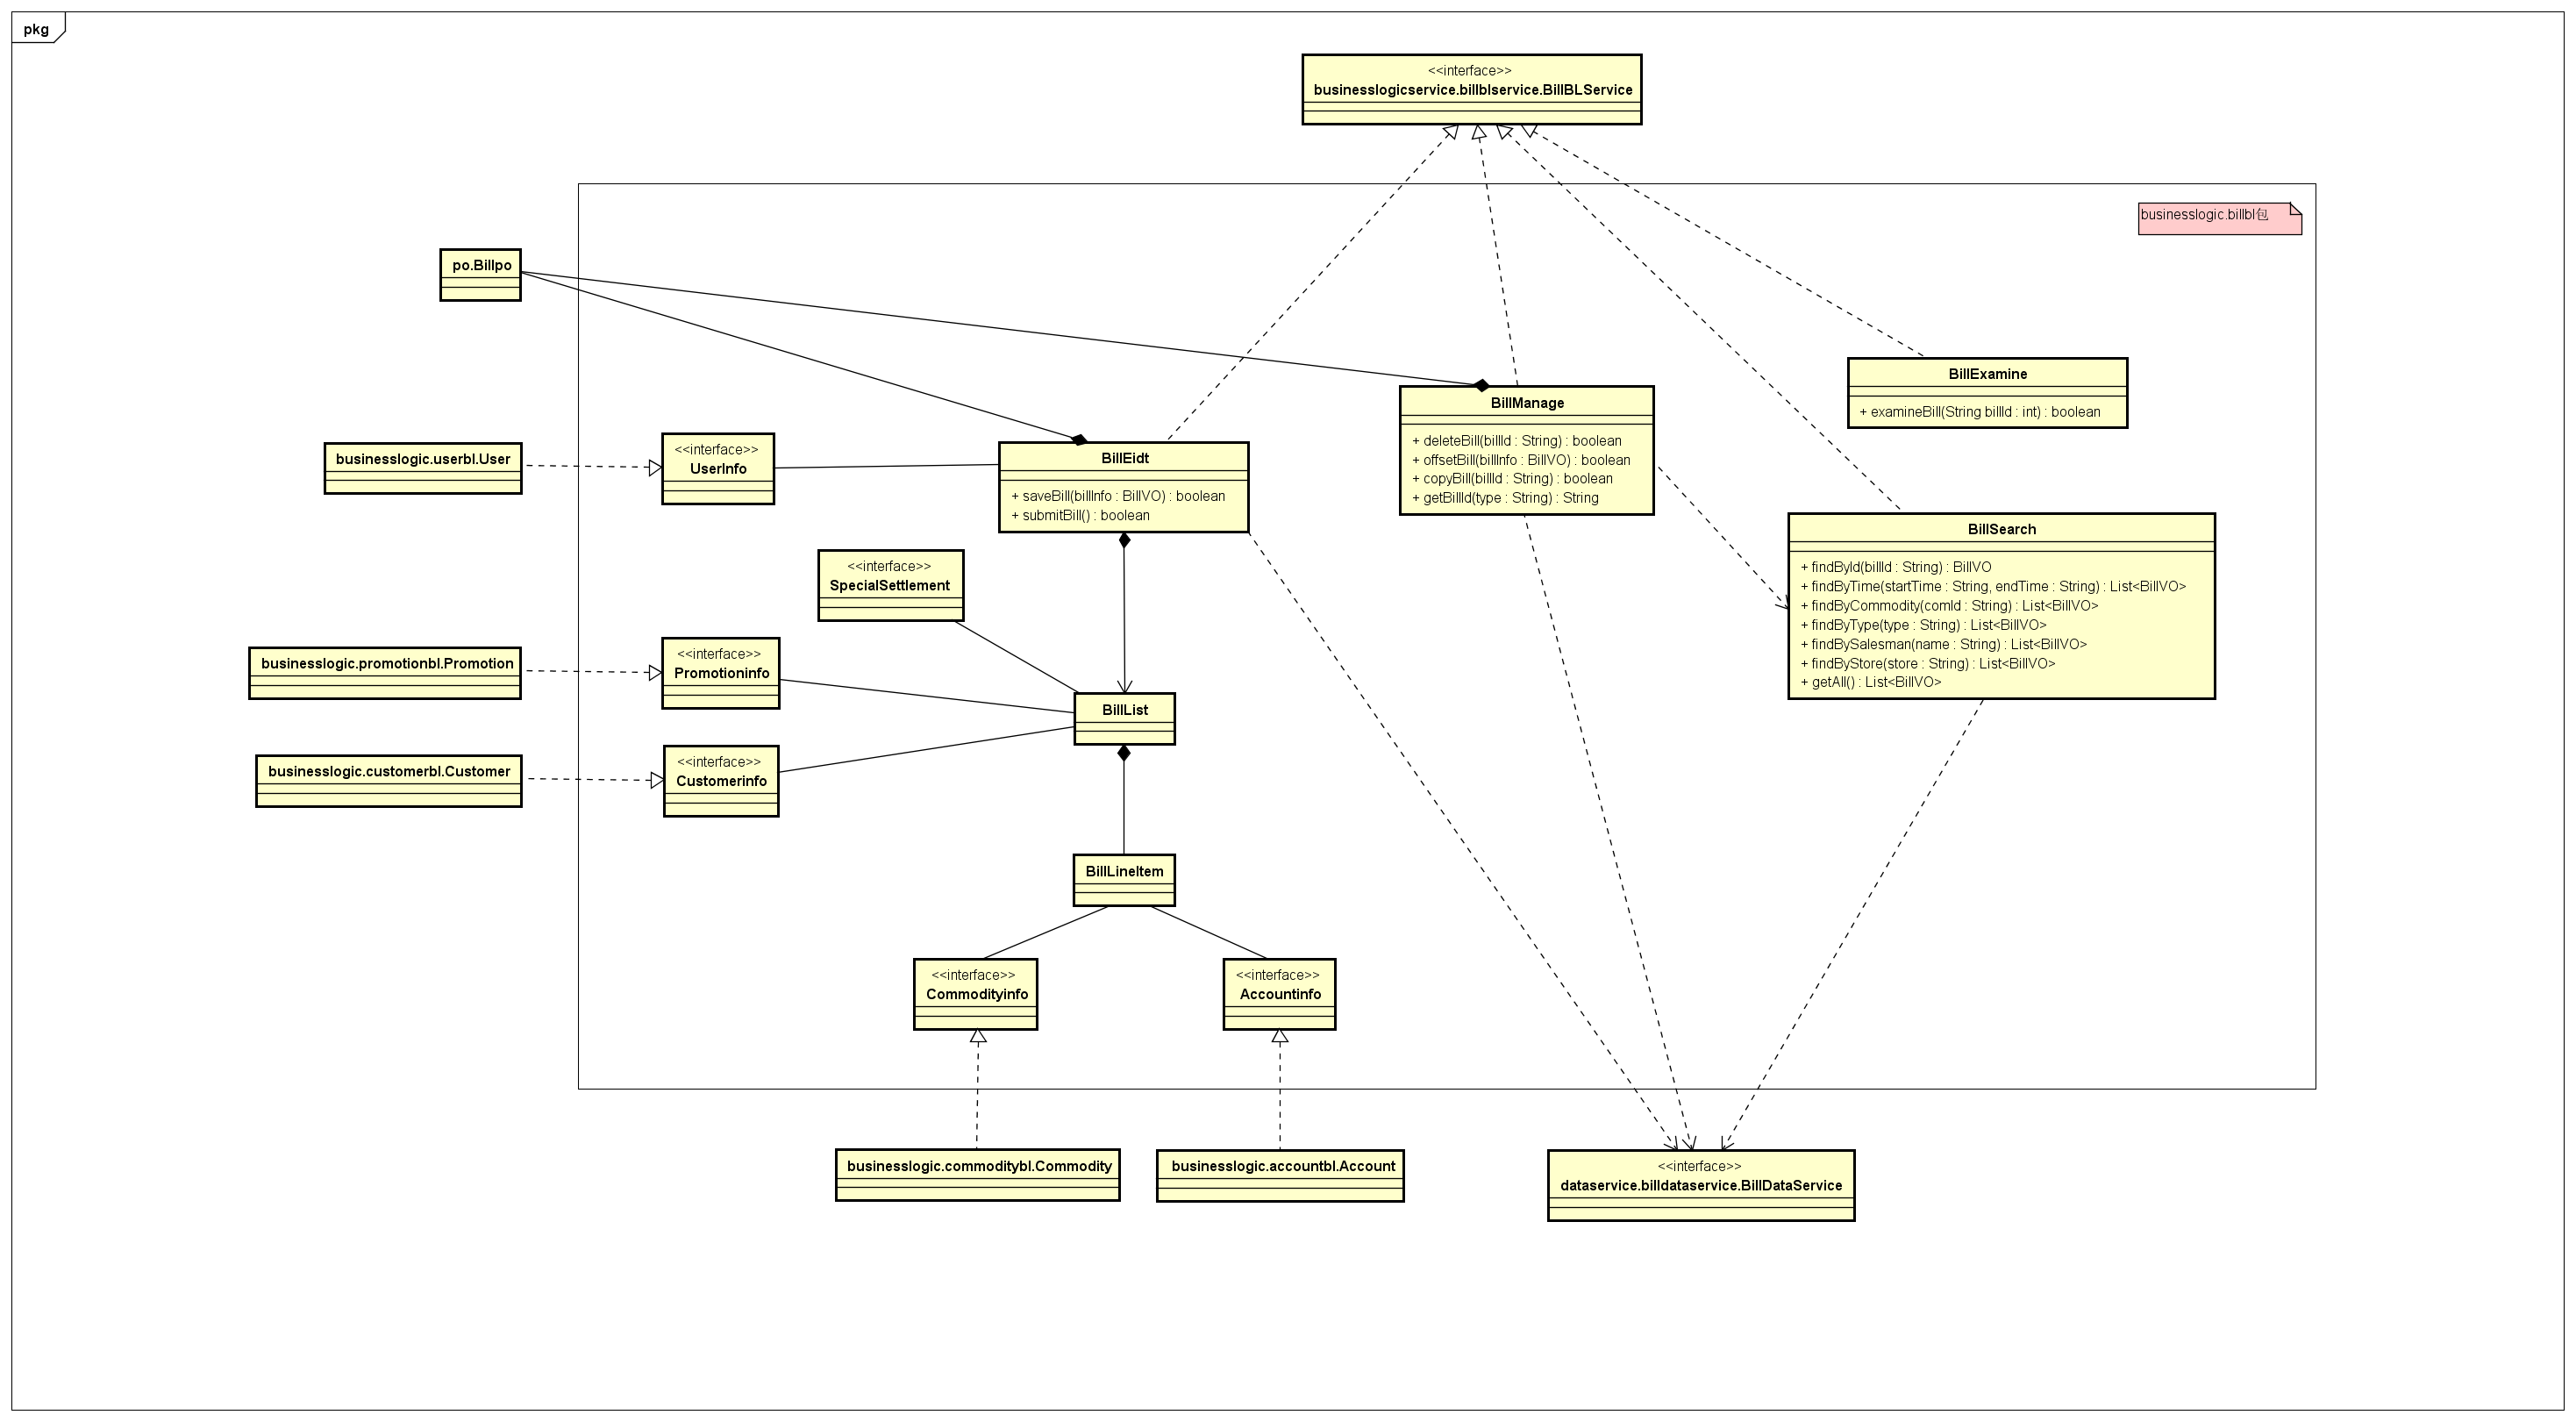 pkg
<<interface>>
businesslogicservice.billblservice.BillBLService
businesslogic.billbl包
po.Billpo
BillExamine
+ examineBill(String billId : int) : boolean
BillManage
+ deleteBill(billId : String) : boolean
+ offsetBill(billInfo : BillVO) : boolean
+ copyBill(billId : String) : boolean
+ getBillId(type : String) : String
businesslogic.userbl.User
<<interface>>
UserInfo
BillEidt
+ saveBill(billInfo : BillVO) : boolean
+ submitBill() : boolean
BillSearch
+ findById(billId : String) : BillVO
+ findByTime(startTime : String, endTime : String) : List<BillVO>
+ findByCommodity(comId : String) : List<BillVO>
+ findByType(type : String) : List<BillVO>
+ findBySalesman(name : String) : List<BillVO>
+ findByStore(store : String) : List<BillVO>
+ getAll() : List<BillVO>
<<interface>>
SpecialSettlement
businesslogic.promotionbl.Promotion
<<interface>>
Promotioninfo
BillList
businesslogic.customerbl.Customer
<<interface>>
Customerinfo
BillLineItem
<<interface>>
Commodityinfo
<<interface>>
Accountinfo
businesslogic.commoditybl.Commodity
businesslogic.accountbl.Account
<<interface>>
dataservice.billdataservice.BillDataService